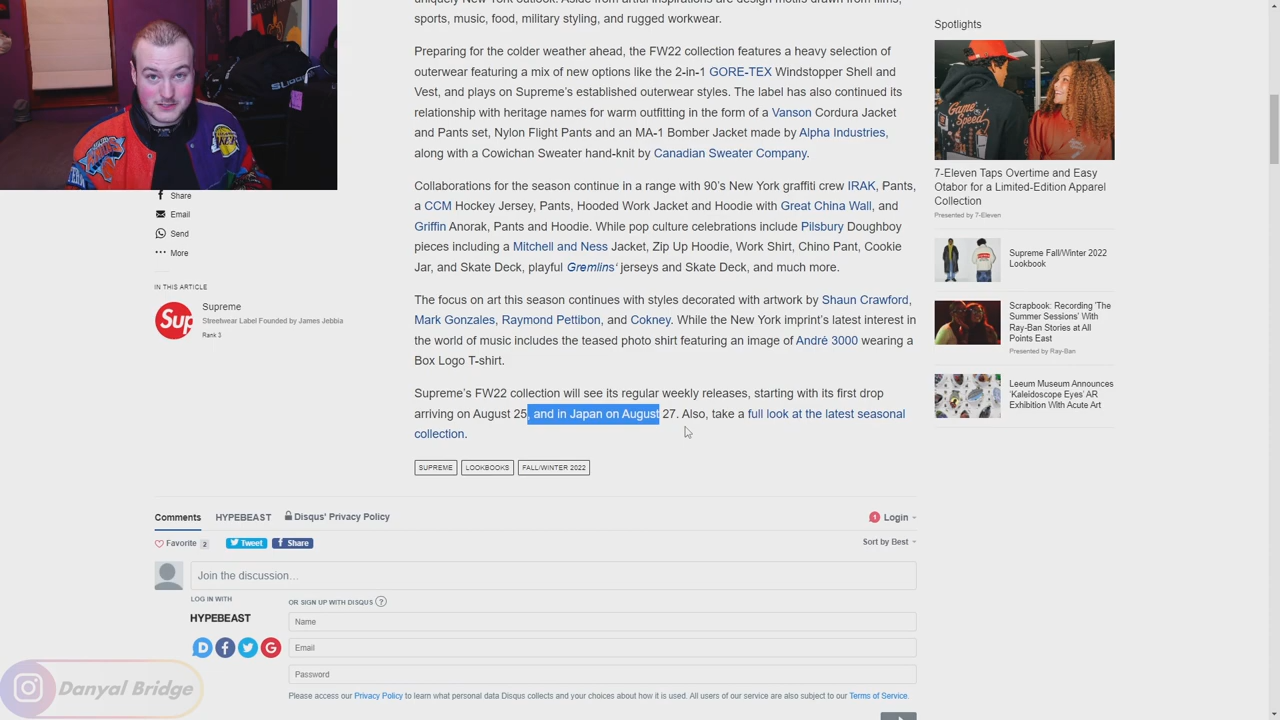 uniquely New York outlook. Aside from artful inspirations are design motifs drawn from films,
sports, music, food, military styling, and rugged workwear.
Preparing for the colder weather ahead, the FW22 collection features a heavy selection of
outerwear featuring a mix of new options like the 2-in-1 GORE-TEX Windstopper Shell and
Vest, and plays on Supreme's established outerwear styles. The label has also continued its
relationship with heritage names for warm outfitting in the form of a Vanson Cordura Jacket
and Pants set, Nylon Flight Pants and an MA-1 Bomber Jacket made by Alpha Industries,
along with a Cowichan Sweater hand-knit by Canadian Sweater Company.
Collaborations for the season continue in a range with 90's New York graffiti crew IRAK, Pants,
a CCM Hockey Jersey, Pants, Hooded Work Jacket and Hoodie with Great China Wall, and
Griffin Anorak, Pants and Hoodie. While pop culture celebrations include Pilsbury Doughboy
pieces including a Mitchell and Ness Jacket, Zip Up Hoodie, Work Shirt, Chino Pant, Cookie
Jar, and Skate Deck, playful Gremlins' jerseys and Skate Deck, and much more.
The focus on art this season continues with styles decorated with artwork by Shaun Crawford,
Mark Gonzales, Raymond Pettibon, and Cokney. While the New York imprint's latest interest in
the world of music includes the teased photo shirt featuring an image of André 3000 wearing a
Box Logo T-shirt.
Supreme's FW22 collection will see its regular weekly releases, starting with its first drop
arriving on August 25, and in Japan on August 27. Also, take a full look at the latest seasonal
collection.
SUPREME LOOKBOOKS FALL/WINTER 2022
Share
Email
Send
More
IN THIS ARTICLE
Sup
Supreme
Streetwear Label Founded by James Jebbia
Rank 3
Spotlights
Game Speed
7-Eleven Taps Overtime and Easy
Otabor for a Limited-Edition Apparel
Collection
Presented by 7-Eleven
Supreme Fall/Winter 2022
Lookbook
Scrapbook: Recording 'The
Summer Sessions' With
Ray-Ban Stories at All
Points East
Presented by Ray-Ban
Leeum Museum Announces
'Kaleidoscope Eyes' AR
Exhibition With Acute Art
Comments HYPEBEAST Disqus' Privacy Policy 1 Login
Favorite 2 Tweet Share Sort by Best
Join the discussion…
LOG IN WITH OR SIGN UP WITH DISQUS ?
HYPEBEAST
Name
D f G Email
Password
Please access our Privacy Policy to learn what personal data Disqus collects and your choices about how it is used. All users of our service are also subject to our Terms of Service.
Danyal Bridge